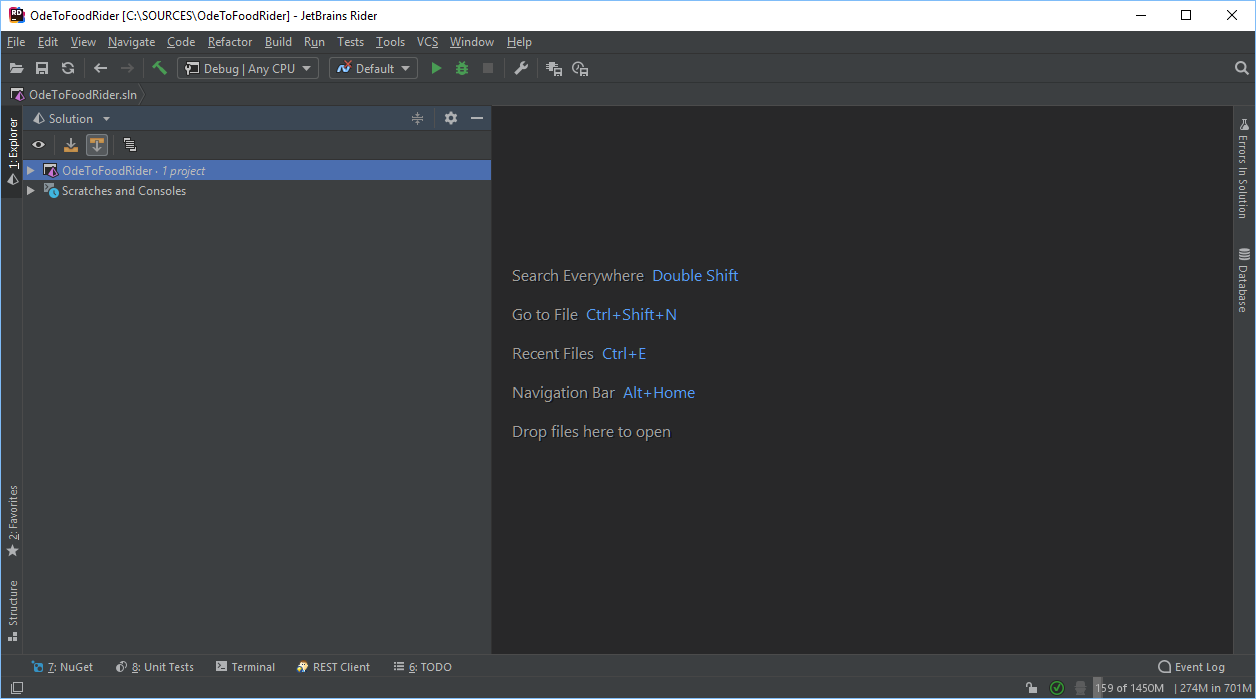 OdeToFoodRider [C:\SOURCES\OdeToFoodRider] - JetBrains Rider
File Edit View Navigate Code Refactor Build Run Tests Tools VCS Window Help
Debug | Any CPU Default
OdeToFoodRider.sln
Solution
OdeToFoodRider · 1 project
Scratches and Consoles
1: Explorer
2: Favorites
Structure
Search Everywhere Double Shift
Go to File Ctrl+Shift+N
Recent Files Ctrl+E
Navigation Bar Alt+Home
Drop files here to open
Errors In Solution
Database
7: NuGet 8: Unit Tests Terminal REST Client 6: TODO Event Log
159 of 1450M | 274M in 701M